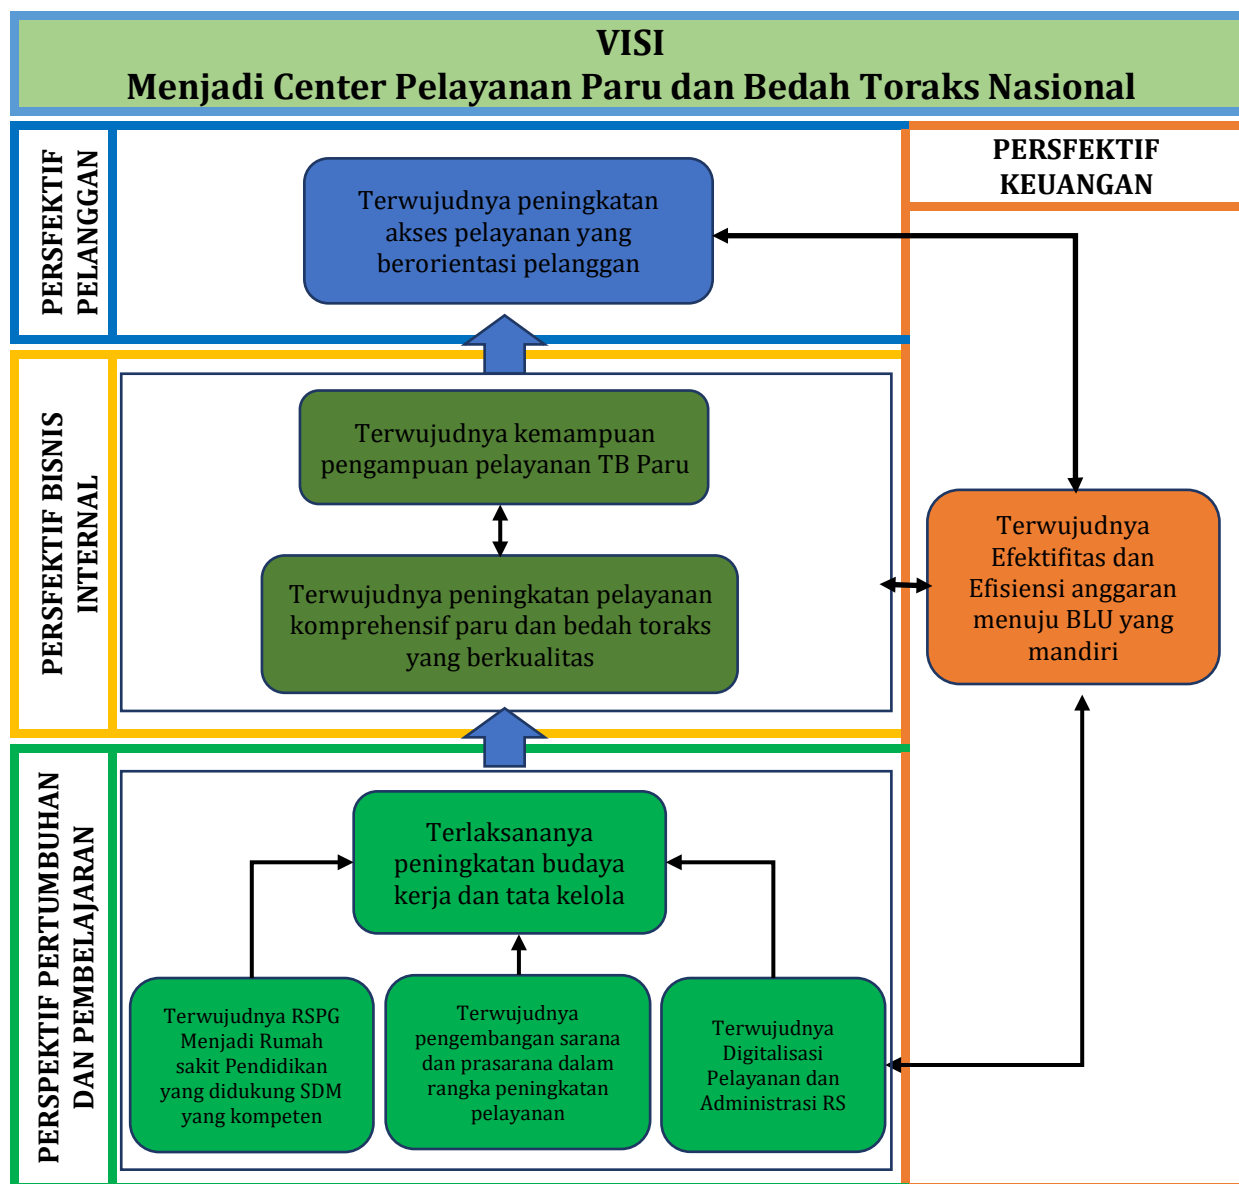 VISI
Menjadi Center Pelayanan Paru dan Bedah Toraks Nasional
PERSFEKTIF
PELANGGAN
Terwujudnya peningkatan
akses pelayanan yang
berorientasi pelanggan
PERSFEKTIF
KEUANGAN
PERSFEKTIF BISNIS
INTERNAL
Terwujudnya kemampuan
pengampuan pelayanan TB Paru
Terwujudnya peningkatan pelayanan
komprehensif paru dan bedah toraks
yang berkualitas
Terwujudnya
Efektifitas dan
Efisiensi anggaran
menuju BLU yang
mandiri
PERSPEKTIF PERTUMBUHAN
DAN PEMBELAJARAN
Terlaksananya
peningkatan budaya
kerja dan tata kelola
Terwujudnya RSPG
Menjadi Rumah
sakit Pendidikan
yang didukung SDM
yang kompeten
Terwujudnya
pengembangan sarana
dan prasarana dalam
rangka peningkatan
pelayanan
Terwujudnya
Digitalisasi
Pelayanan dan
Administrasi RS